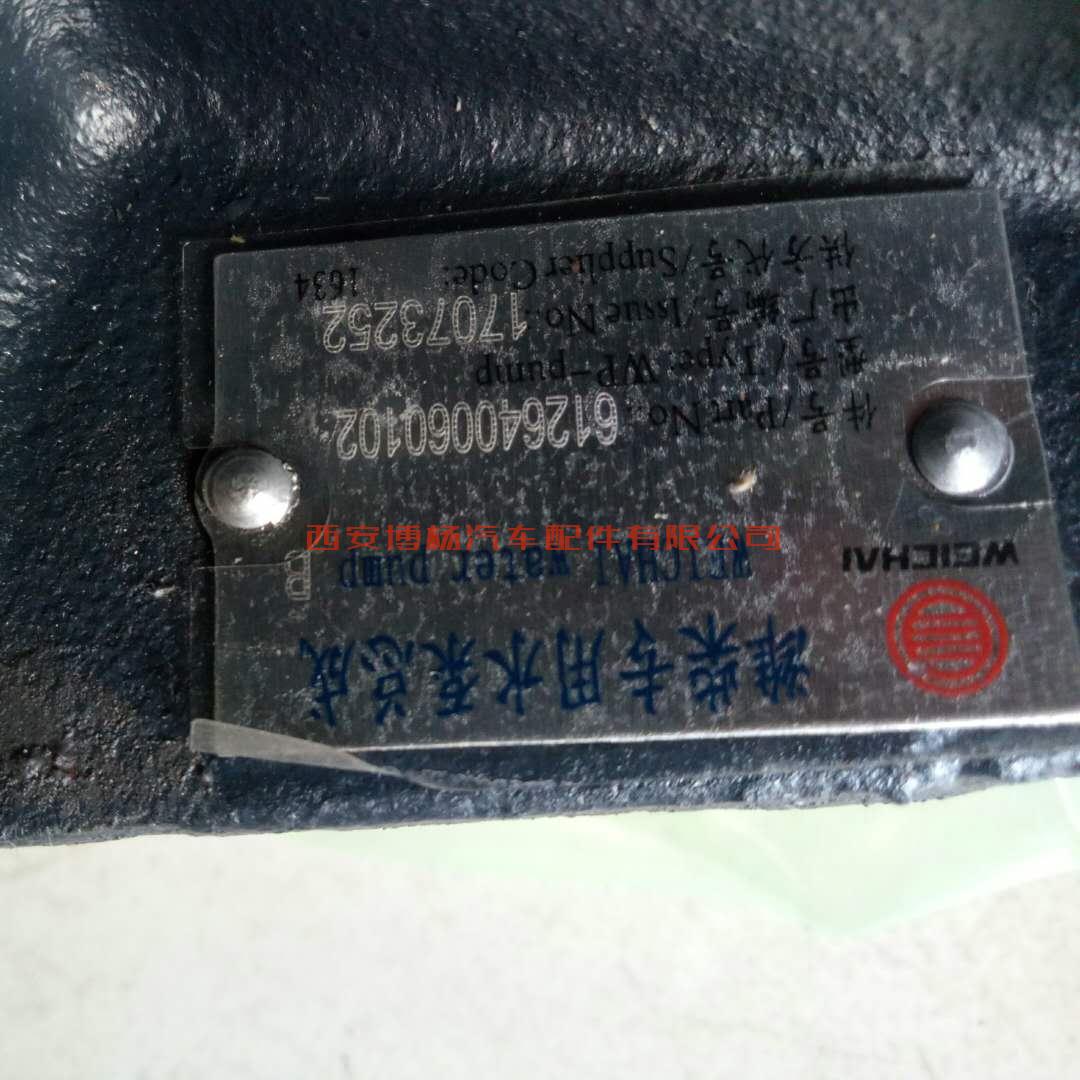 WEICHAI
潍柴专用水泵总成
WEICHAI water pump
件号/Part No.: 612640060102
型号/Type: WP-pump
出厂编号/Issue No.: 17073252
供方代号/Supplier Code: 1634
西安博杨汽车配件有限公司